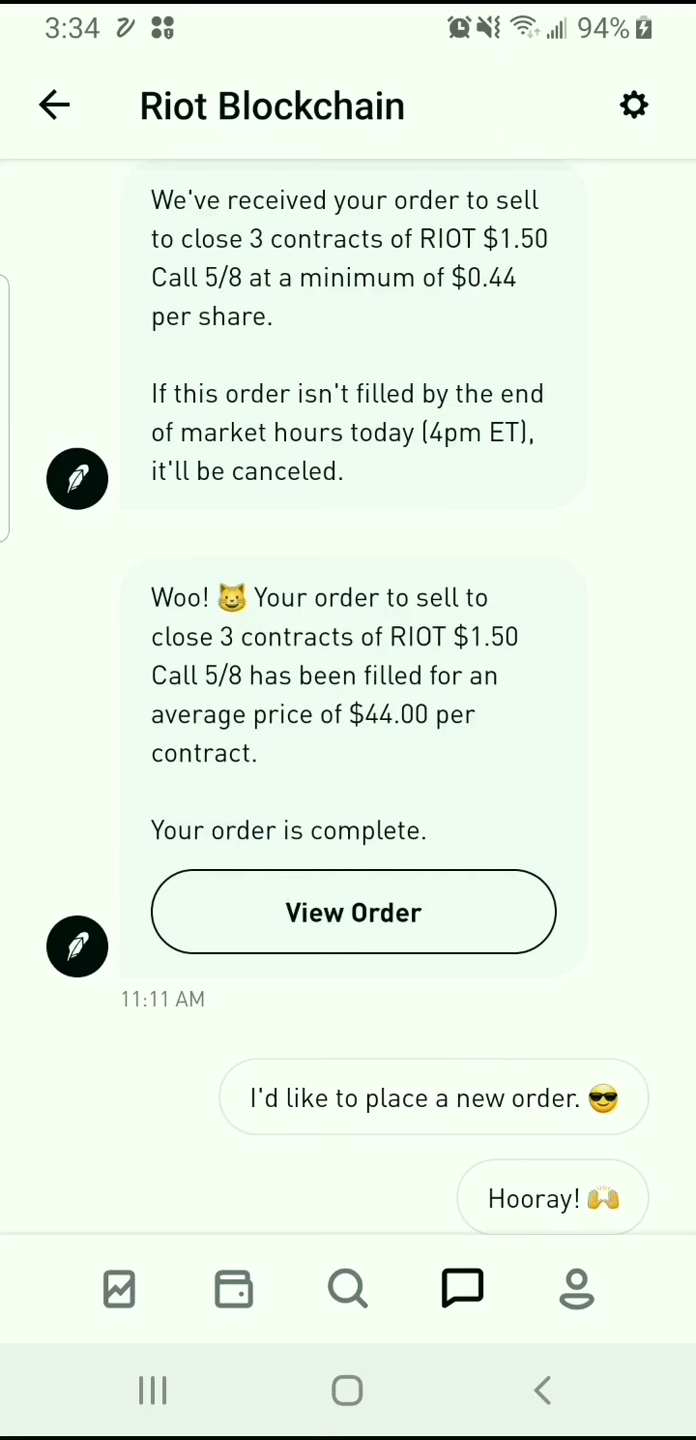 3:34 94%
Riot Blockchain
We've received your order to sell
to close 3 contracts of RIOT $1.50
Call 5/8 at a minimum of $0.44
per share.
If this order isn't filled by the end
of market hours today (4pm ET),
it'll be canceled.
Woo! 😺 Your order to sell to
close 3 contracts of RIOT $1.50
Call 5/8 has been filled for an
average price of $44.00 per
contract.
Your order is complete.
View Order
11:11 AM
I'd like to place a new order. 😎
Hooray! 🙌